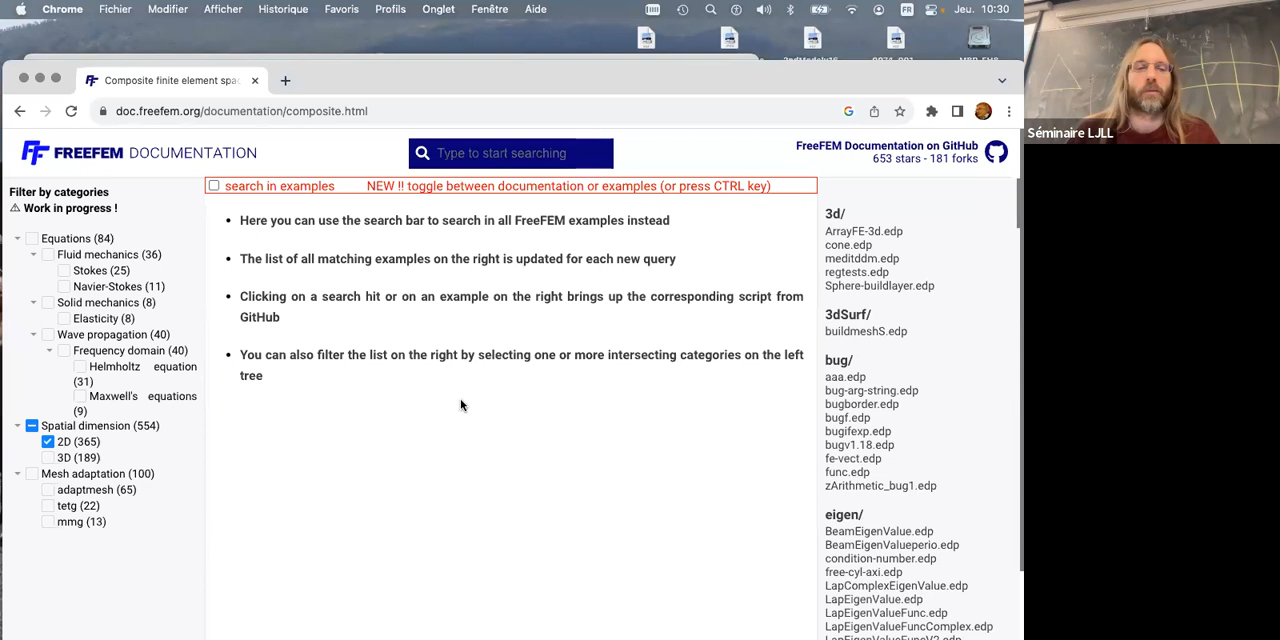 Chrome Fichier Modifier Afficher Historique Favoris Profils Onglet Fenêtre Aide FR Jeu. 10:30
Composite finite element spa
doc.freefem.org/documentation/composite.html
Séminaire LJLL
FF FREEFEM DOCUMENTATION
Type to start searching
FreeFEM Documentation on GitHub
653 stars - 181 forks
Filter by categories
⚠ Work in progress !
Equations (84)
Fluid mechanics (36)
Stokes (25)
Navier-Stokes (11)
Solid mechanics (8)
Elasticity (8)
Wave propagation (40)
Frequency domain (40)
Helmholtz equation
(31)
Maxwell's equations
(9)
Spatial dimension (554)
2D (365)
3D (189)
Mesh adaptation (100)
adaptmesh (65)
tetg (22)
mmg (13)
search in examples NEW !! toggle between documentation or examples (or press CTRL key)
• Here you can use the search bar to search in all FreeFEM examples instead
• The list of all matching examples on the right is updated for each new query
• Clicking on a search hit or on an example on the right brings up the corresponding script from
GitHub
• You can also filter the list on the right by selecting one or more intersecting categories on the left
tree
3d/
ArrayFE-3d.edp
cone.edp
meditddm.edp
regtests.edp
Sphere-buildlayer.edp
3dSurf/
buildmeshS.edp
bug/
aaa.edp
bug-arg-string.edp
bugborder.edp
bugf.edp
bugifexp.edp
bugv1.18.edp
fe-vect.edp
func.edp
zArithmetic_bug1.edp
eigen/
BeamEigenValue.edp
BeamEigenValueperio.edp
condition-number.edp
free-cyl-axi.edp
LapComplexEigenValue.edp
LapEigenValue.edp
LapEigenValueFunc.edp
LapEigenValueFuncComplex.edp